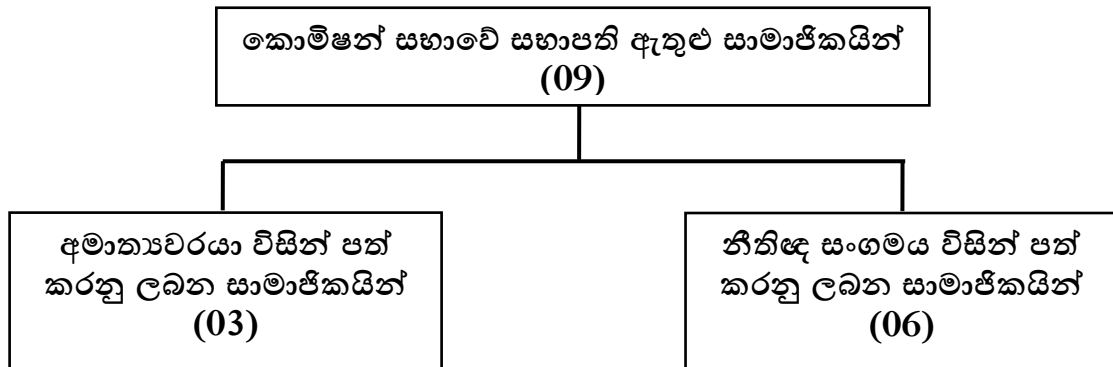 කොමිෂන් සභාවේ සභාපති ඇතුළු සාමාජිකයින්
(09)
අමාත්‍යවරයා විසින් පත්
කරනු ලබන සාමාජිකයින්
(03)
නීතිඥ සංගමය විසින් පත්
කරනු ලබන සාමාජිකයින්
(06)